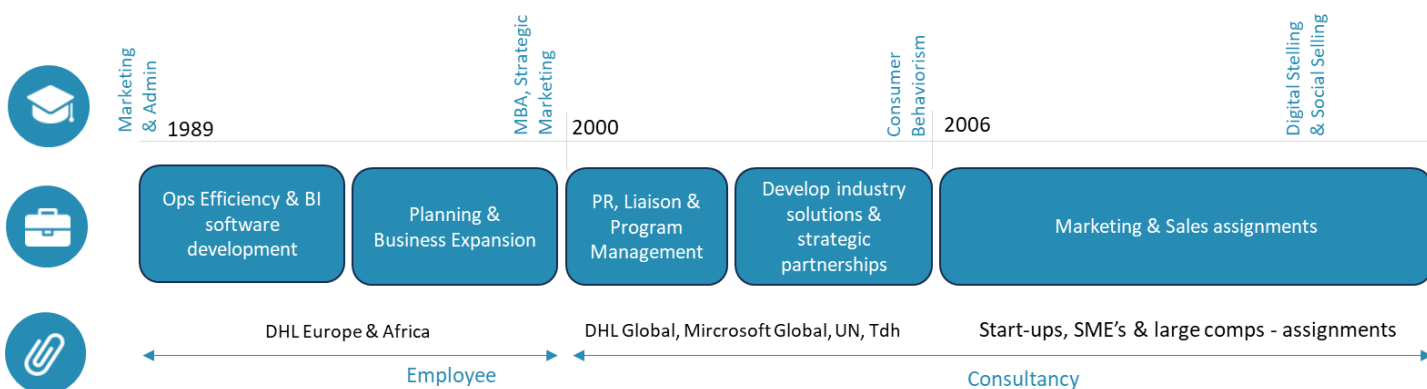 Marketing
& Admin
1989
MBA, Strategic
Marketing
2000
Consumer
Behaviorism
2006
Digital Stelling
& Social Selling
Ops Efficiency & BI
software
development
Planning &
Business Expansion
PR, Liaison &
Program
Management
Develop industry
solutions &
strategic
partnerships
Marketing & Sales assignments
DHL Europe & Africa
DHL Global, Mircrosoft Global, UN, Tdh
Start-ups, SME’s & large comps - assignments
Employee
Consultancy